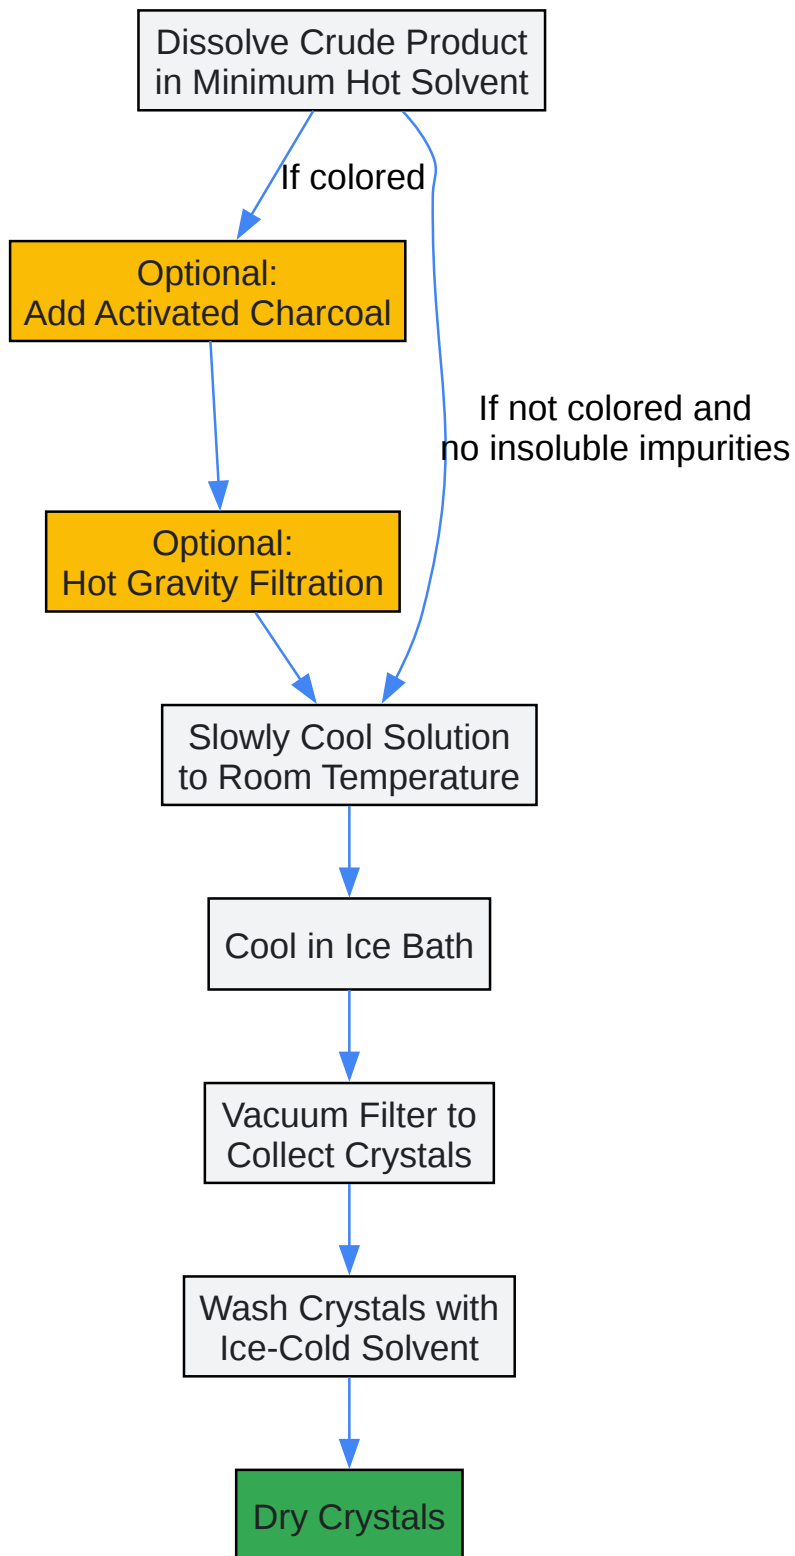 Dissolve Crude Product
in Minimum Hot Solvent
If colored
Optional:
Add Activated Charcoal
If not colored and
no insoluble impurities
Optional:
Hot Gravity Filtration
Slowly Cool Solution
to Room Temperature
Cool in Ice Bath
Vacuum Filter to
Collect Crystals
Wash Crystals with
Ice-Cold Solvent
Dry Crystals